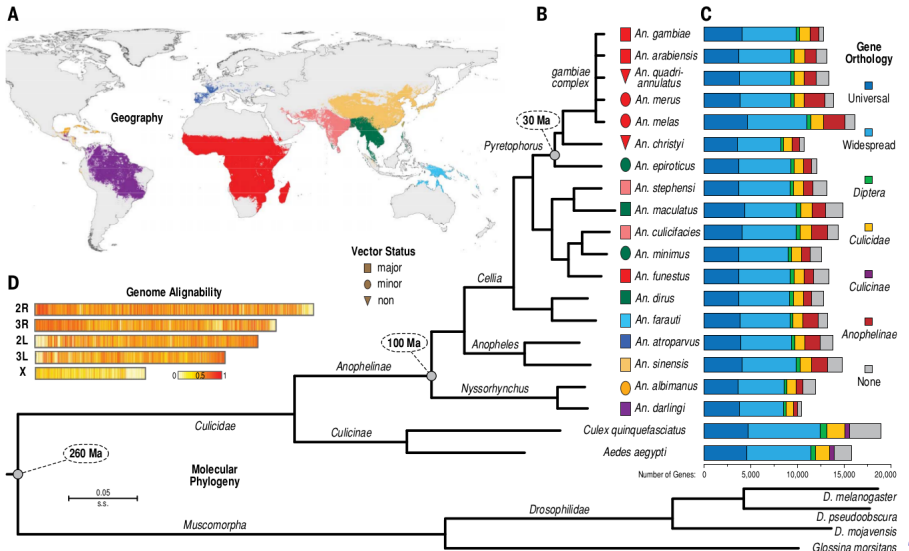 A
B
C
Geography
Vector Status
major
minor
non
D
Genome Alignability
2R
3R
2L
3L
X
0
0.5
1
gambiae
complex
30 Ma
Pyretophorus
Cellia
100 Ma
Anophelinae
Anopheles
Nyssorhynchus
Culicidae
Culicinae
260 Ma
Molecular
Phylogeny
0.05
s.s.
Muscomorpha
Drosophilidae
An. gambiae
An. arabiensis
An. quadri-
annulatus
An. merus
An. melas
An. christyi
An. epiroticus
An. stephensi
An. maculatus
An. culicifacies
An. minimus
An. funestus
An. dirus
An. farauti
An. atroparvus
An. sinensis
An. albimanus
An. darlingi
Culex quinquefasciatus
Aedes aegypti
Number of Genes:
0
5,000
10,000
15,000
20,000
D. melanogaster
D. pseudoobscura
D. mojavensis
Glossina morsitans
Gene
Orthology
Universal
Widespread
Diptera
Culicidae
Culicinae
Anophelinae
None